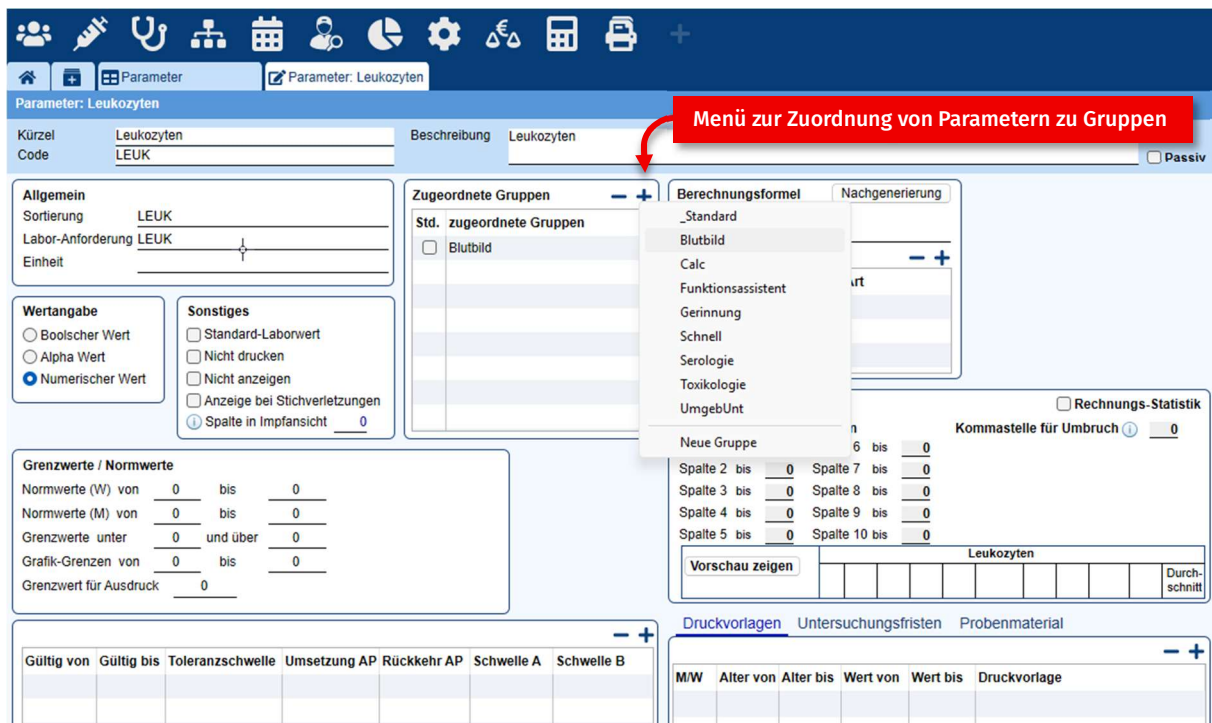 Parameter
Parameter: Leukozyten
Parameter: Leukozyten
Menü zur Zuordnung von Parametern zu Gruppen
Kürzel Leukozyten
Beschreibung Leukozyten
Code LEUK
Passiv
Allgemein
Sortierung LEUK
Labor-Anforderung LEUK
Einheit
Zugeordnete Gruppen
Std. zugeordnete Gruppen
Blutbild
Berechnungsformel Nachgenerierung
_Standard
Blutbild
Calc
Funktionsassistent
Gerinnung
Schnell
Serologie
Toxikologie
UmgebUnt
Neue Gruppe
Wertangabe
Boolscher Wert
Alpha Wert
Numerischer Wert
Sonstiges
Standard-Laborwert
Nicht drucken
Nicht anzeigen
Anzeige bei Stichverletzungen
Spalte in Impfansicht 0
Rechnungs-Statistik
Kommastelle für Umbruch 0
6 bis 0
Spalte 2 bis 0 Spalte 7 bis 0
Spalte 3 bis 0 Spalte 8 bis 0
Spalte 4 bis 0 Spalte 9 bis 0
Spalte 5 bis 0 Spalte 10 bis 0
Vorschau zeigen
Leukozyten
Durch-
schnitt
Grenzwerte / Normwerte
Normwerte (W) von 0 bis 0
Normwerte (M) von 0 bis 0
Grenzwerte unter 0 und über 0
Grafik-Grenzen von 0 bis 0
Grenzwert für Ausdruck 0
Gültig von Gültig bis Toleranzschwelle Umsetzung AP Rückkehr AP Schwelle A Schwelle B
Druckvorlagen Untersuchungsfristen Probenmaterial
M/W Alter von Alter bis Wert von Wert bis Druckvorlage